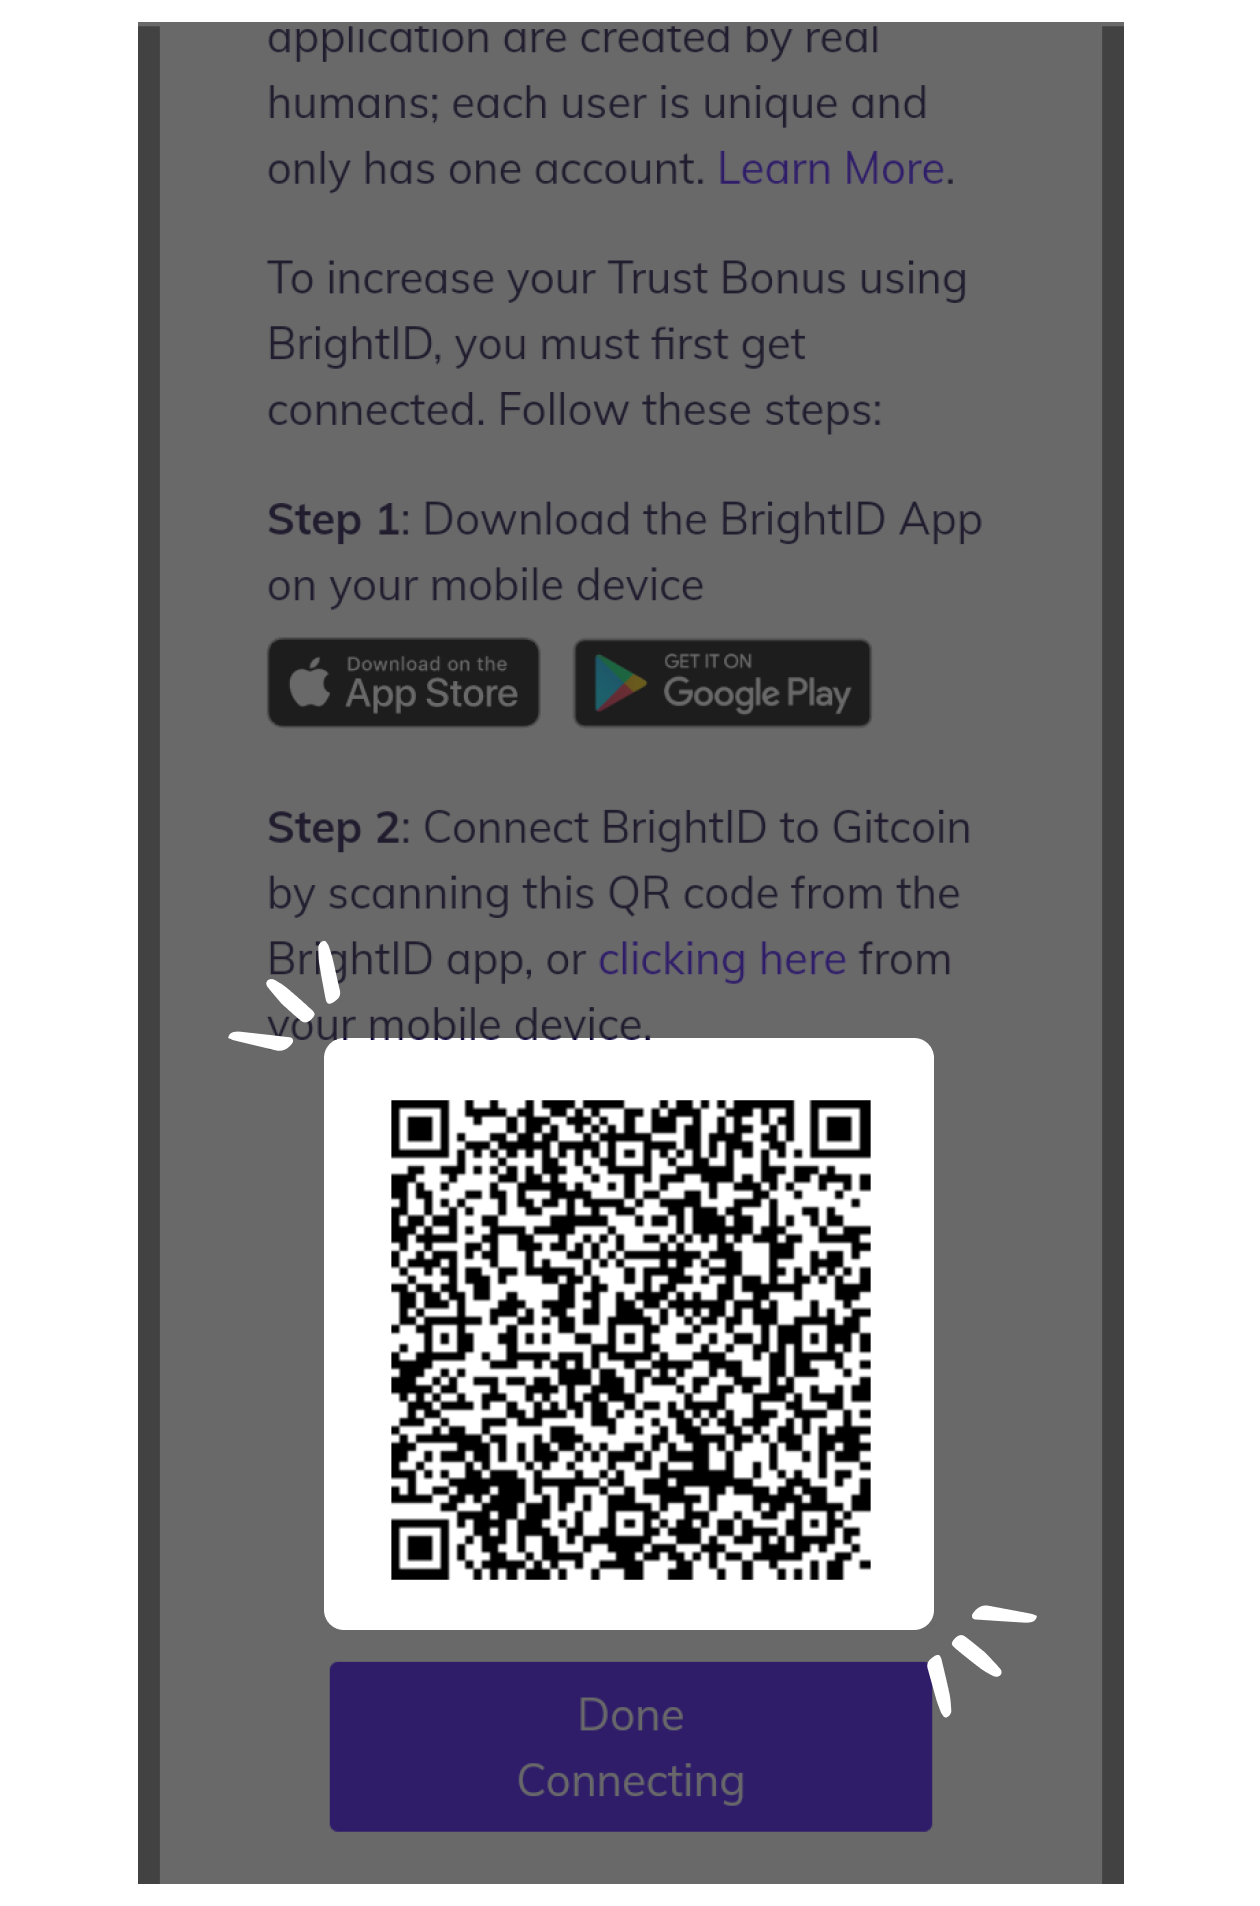 application are created by real
humans; each user is unique and
only has one account. Learn More.
To increase your Trust Bonus using
BrightID, you must first get
connected. Follow these steps:
Step 1: Download the BrightID App
on your mobile device
Download on the
App Store
GET IT ON
Google Play
Step 2: Connect BrightID to Gitcoin
by scanning this QR code from the
BrightID app, or clicking here from
your mobile device.
Done
Connecting